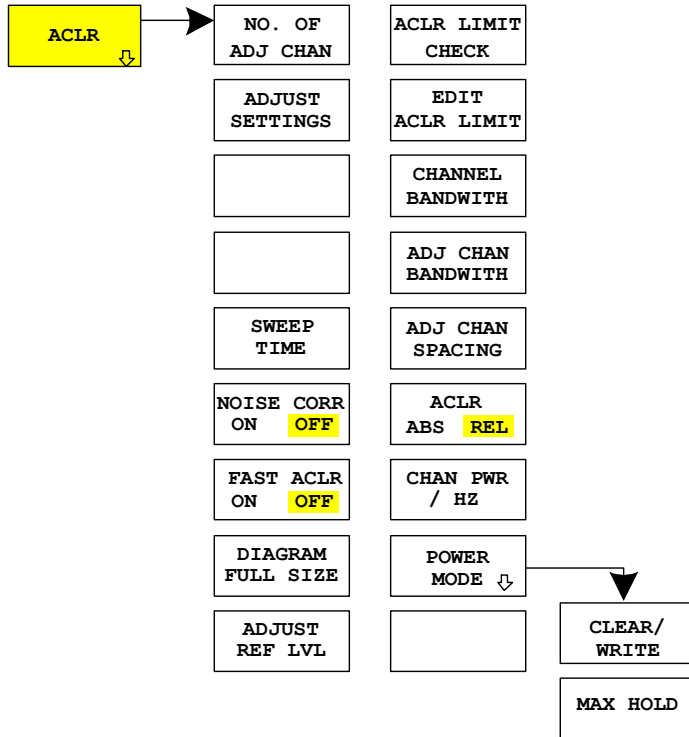 ACLR
NO. OF
ADJ CHAN
ADJUST
SETTINGS
SWEEP
TIME
NOISE CORR
ON OFF
FAST ACLR
ON OFF
DIAGRAM
FULL SIZE
ADJUST
REF LVL
ACLR LIMIT
CHECK
EDIT
ACLR LIMIT
CHANNEL
BANDWITH
ADJ CHAN
BANDWITH
ADJ CHAN
SPACING
ACLR
ABS REL
CHAN PWR
/ HZ
POWER
MODE
CLEAR/
WRITE
MAX HOLD